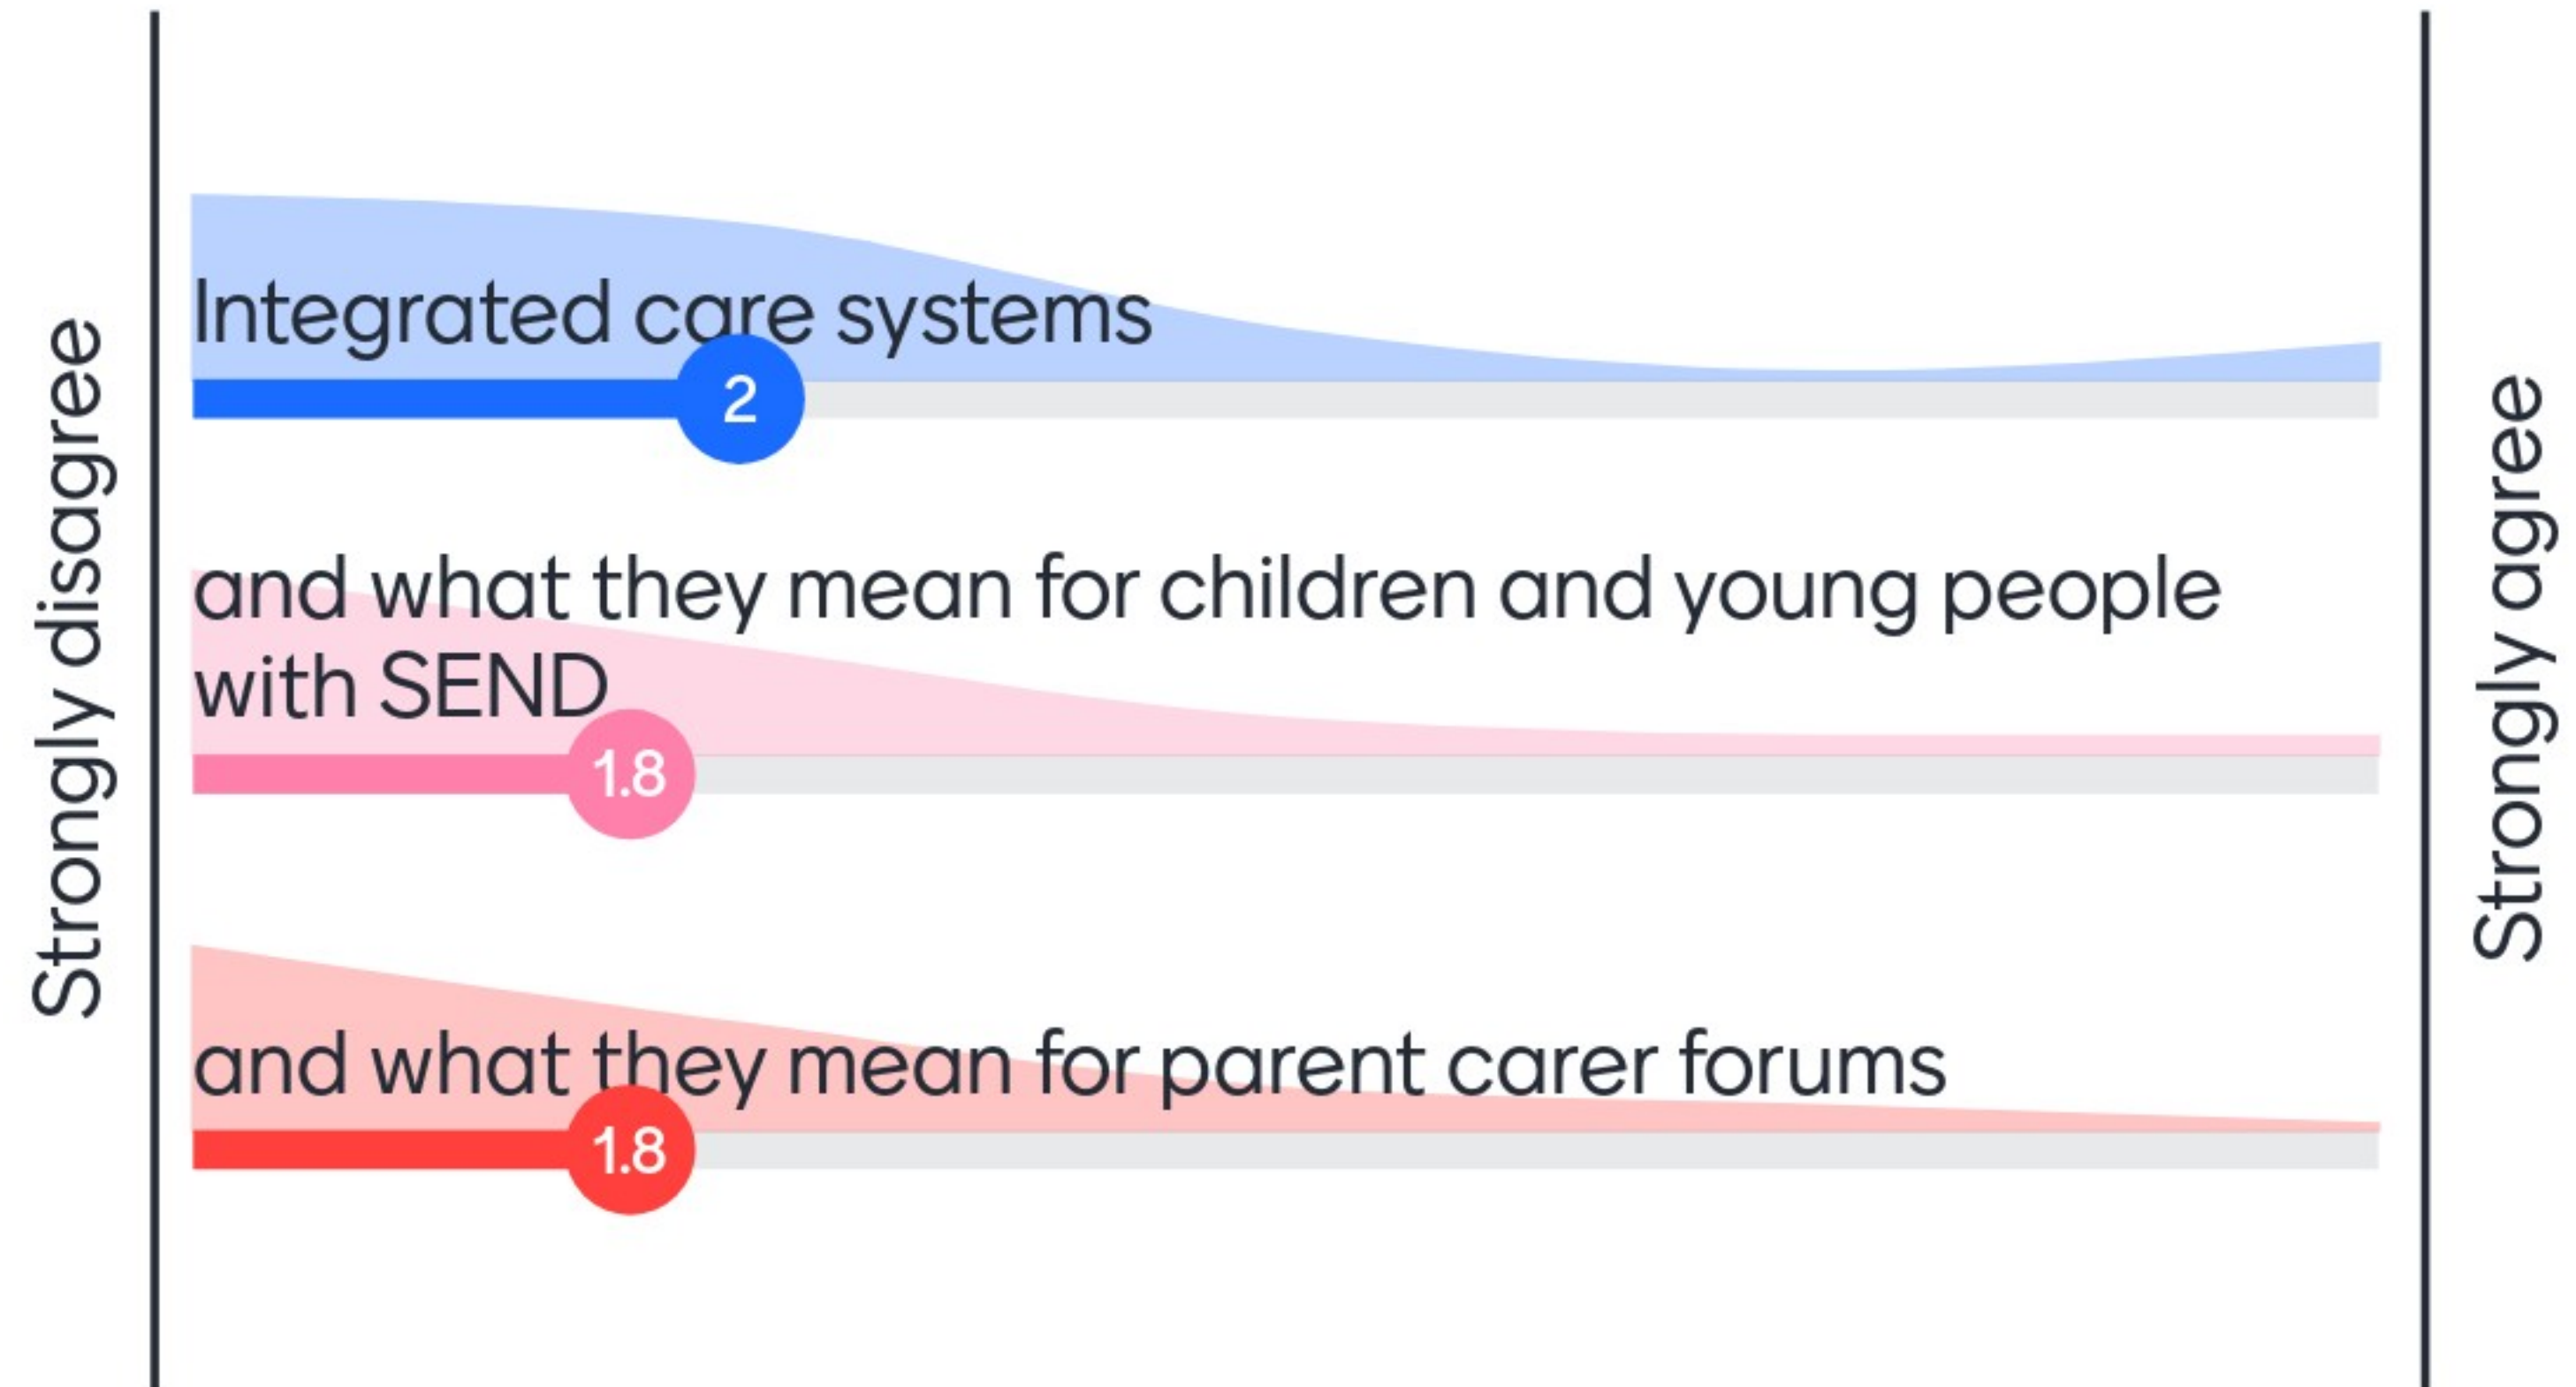 Strongly disagree
Integrated care systems
2
and what they mean for children and young people
with SEND
1.8
and what they mean for parent carer forums
1.8
Strongly agree